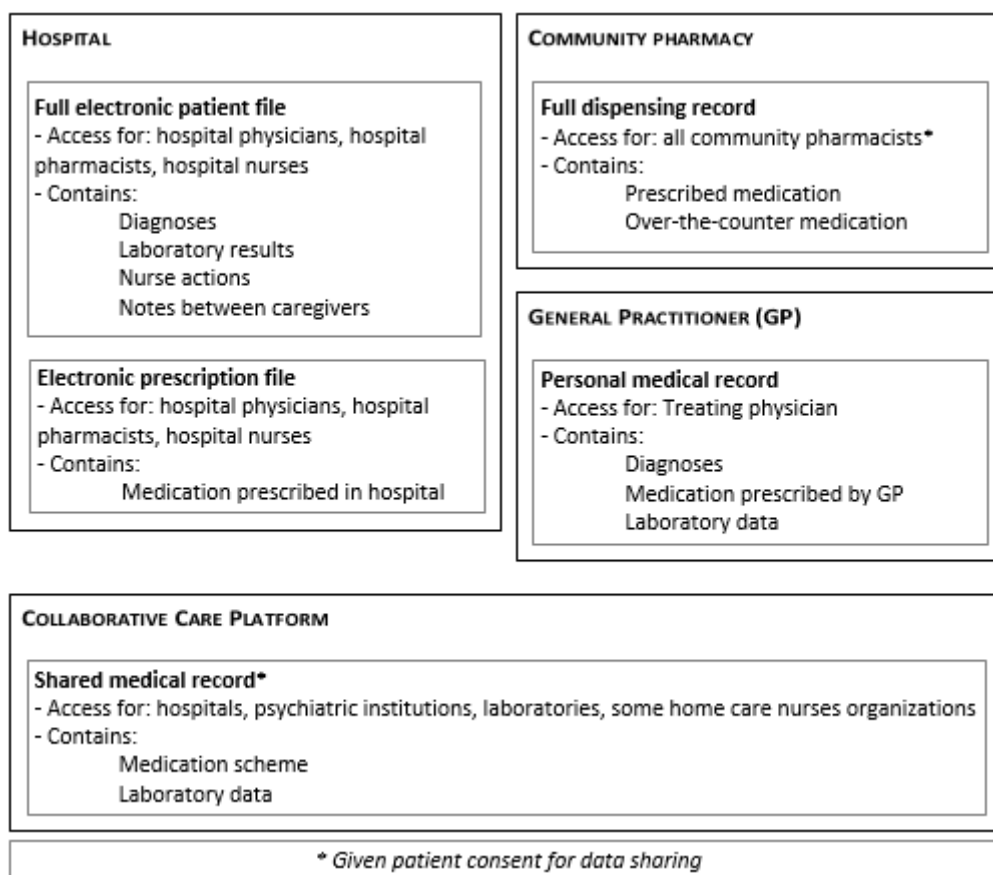 HOSPITAL
Full electronic patient file
- Access for: hospital physicians, hospital
pharmacists, hospital nurses
- Contains:
Diagnoses
Laboratory results
Nurse actions
Notes between caregivers
Electronic prescription file
- Access for: hospital physicians, hospital
pharmacists, hospital nurses
- Contains:
Medication prescribed in hospital
COMMUNITY PHARMACY
Full dispensing record
- Access for: all community pharmacists*
- Contains:
Prescribed medication
Over-the-counter medication
GENERAL PRACTITIONER (GP)
Personal medical record
- Access for: Treating physician
- Contains:
Diagnoses
Medication prescribed by GP
Laboratory data
COLLABORATIVE CARE PLATFORM
Shared medical record*
- Access for: hospitals, psychiatric institutions, laboratories, some home care nurses organizations
- Contains:
Medication scheme
Laboratory data
* Given patient consent for data sharing